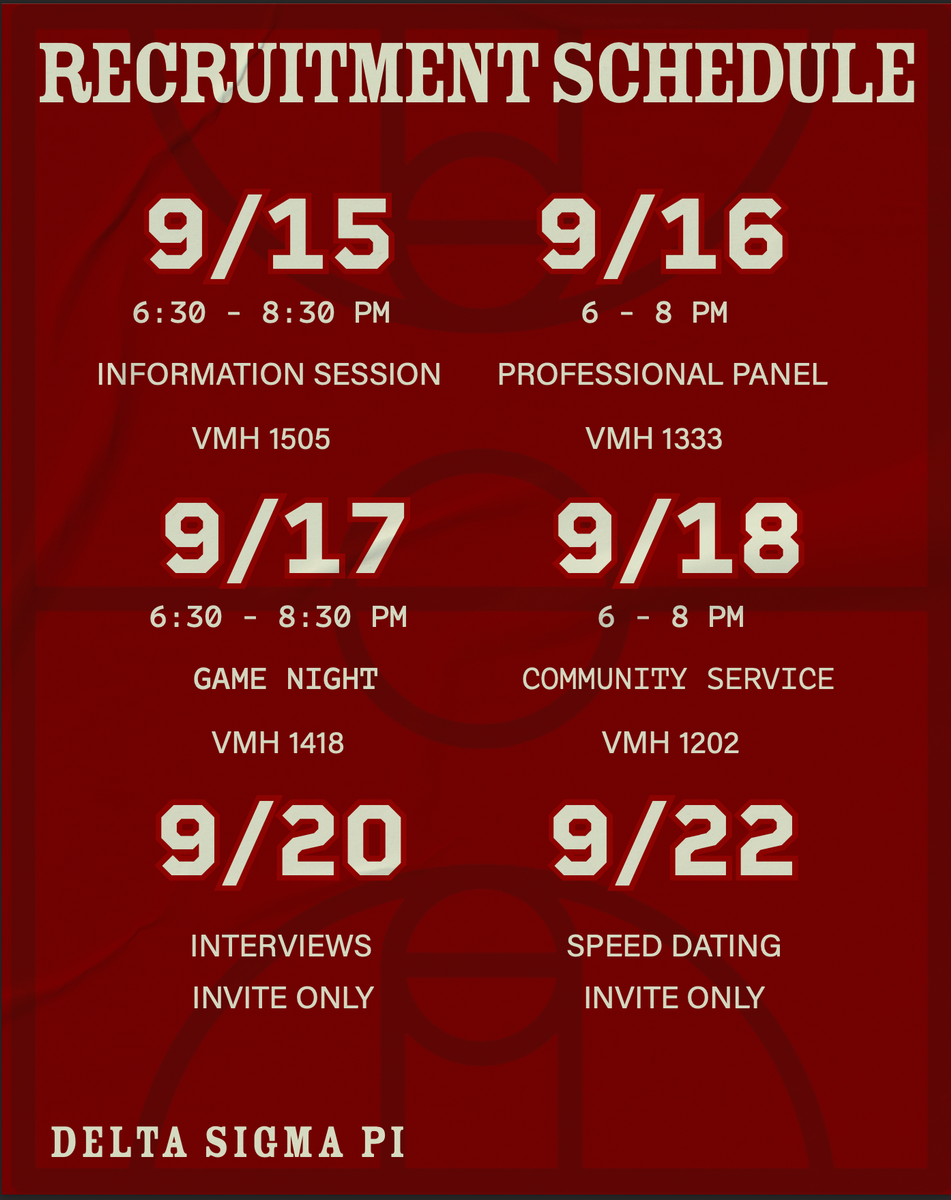 RECRUITMENT SCHEDULE
9/15
6:30 - 8:30 PM
INFORMATION SESSION
VMH 1505
9/16
6 - 8 PM
PROFESSIONAL PANEL
VMH 1333
9/17
6:30 - 8:30 PM
GAME NIGHT
VMH 1418
9/18
6 - 8 PM
COMMUNITY SERVICE
VMH 1202
9/20
INTERVIEWS
INVITE ONLY
9/22
SPEED DATING
INVITE ONLY
DELTA SIGMA PI